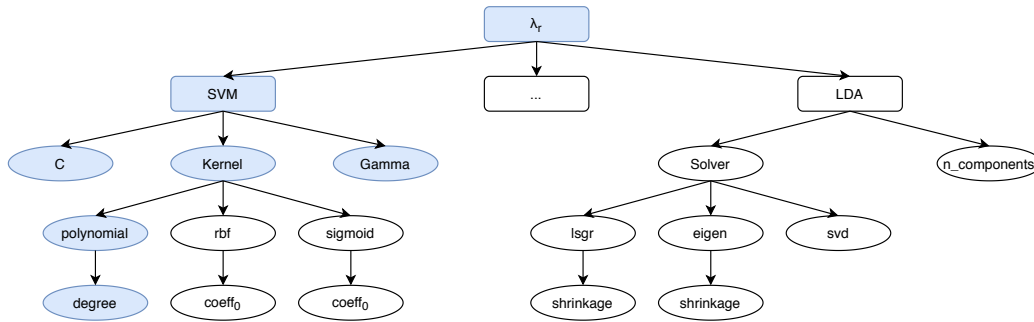 λr
SVM
...
LDA
C
Kernel
Gamma
Solver
n_components
polynomial
rbf
sigmoid
lsgr
eigen
svd
degree
coeff0
coeff0
shrinkage
shrinkage